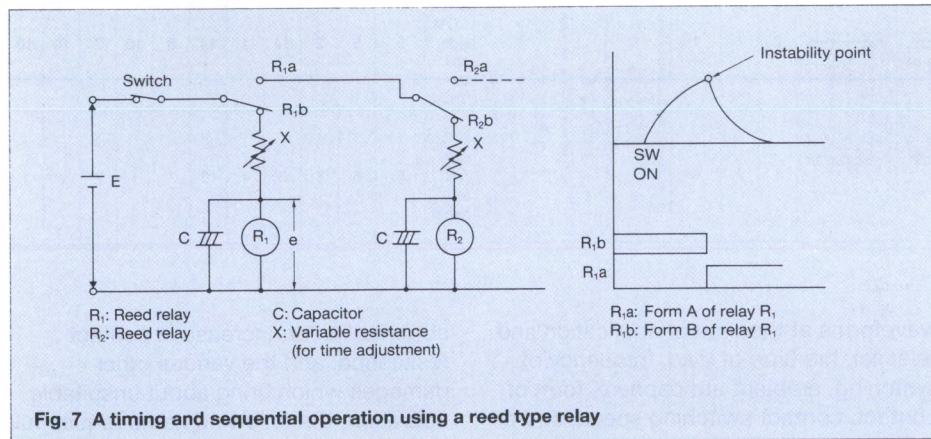 Switch
R₁a
R₁b
X
E
C
R₁
e
R₂a
R₂b
X
C
R₂
Instability point
SW
ON
R₁b
R₁a
R₁: Reed relay
R₂: Reed relay
C: Capacitor
X: Variable resistance
(for time adjustment)
R₁a: Form A of relay R₁
R₁b: Form B of relay R₁
Fig. 7 A timing and sequential operation using a reed type relay